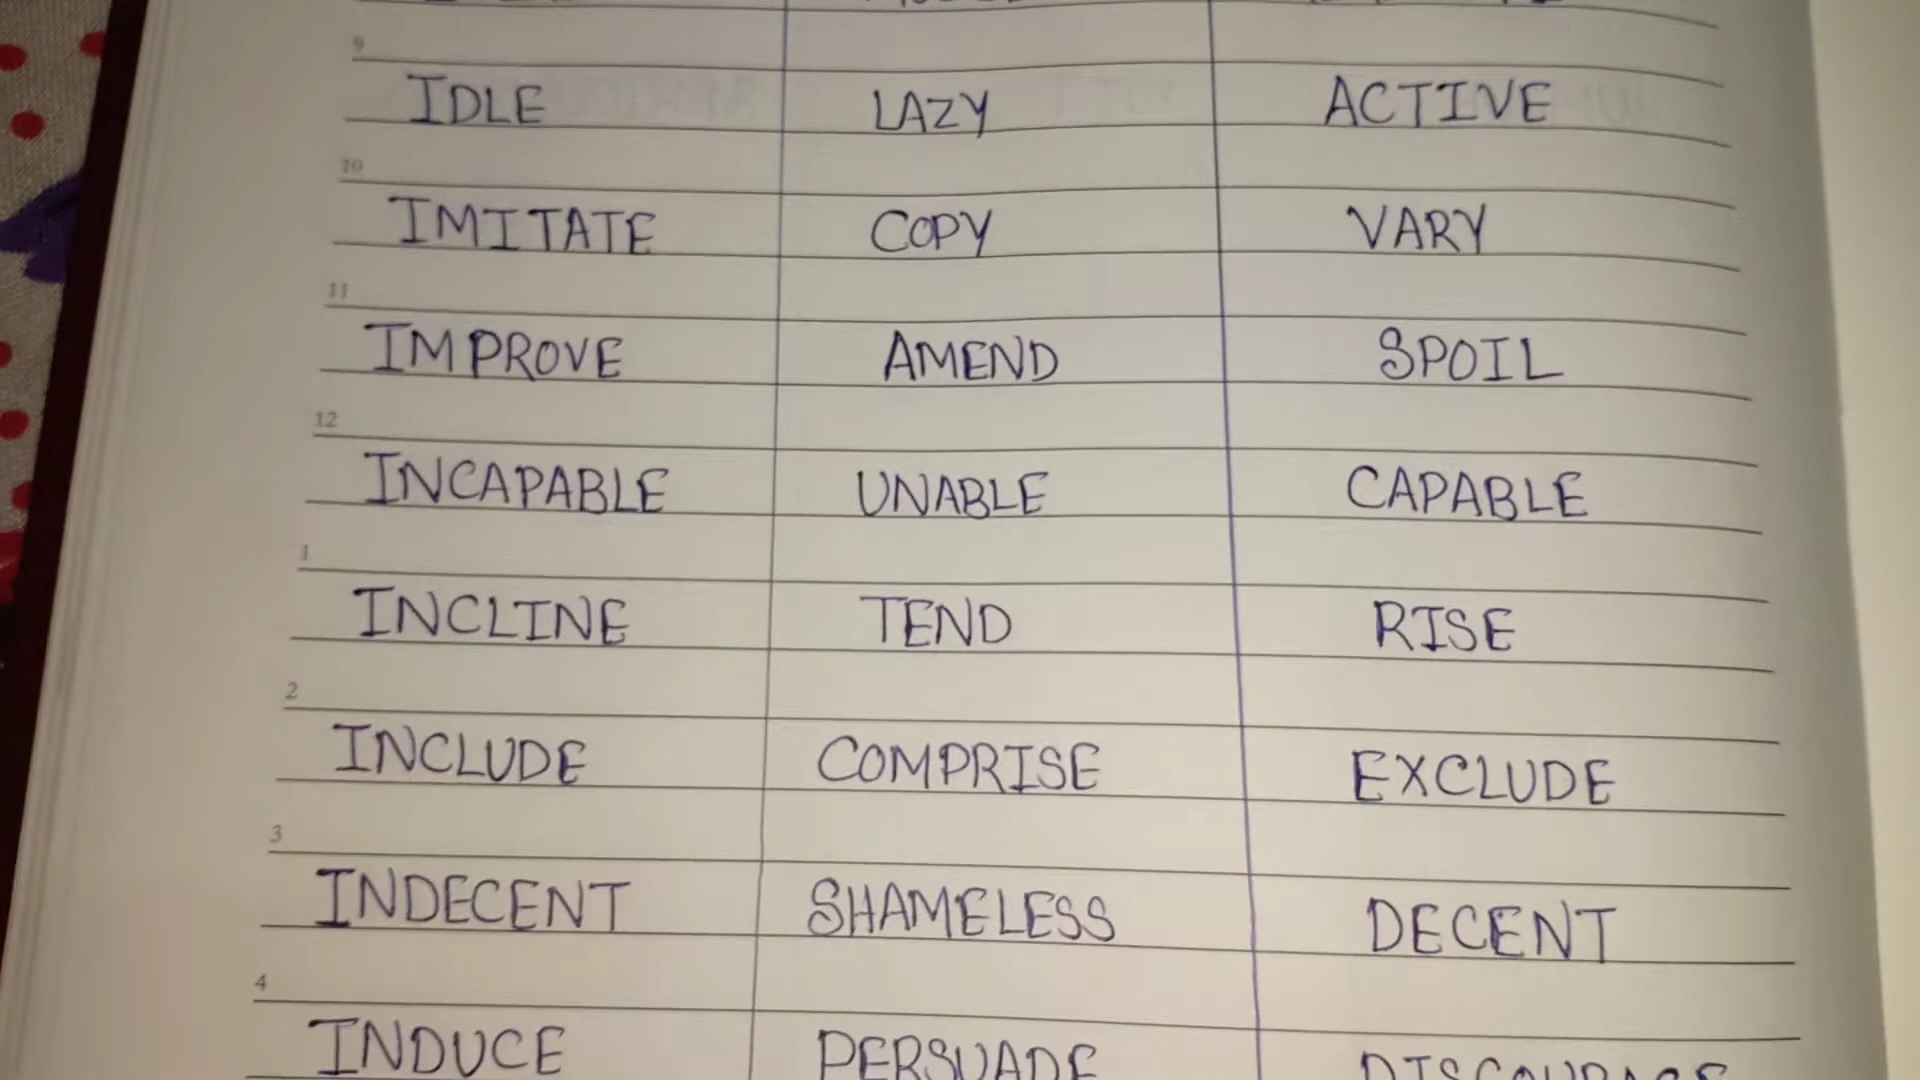 9
IDLE LAZY ACTIVE
10
IMITATE COPY VARY
11
IMPROVE AMEND SPOIL
12
INCAPABLE UNABLE CAPABLE
1
INCLINE TEND RISE
2
INCLUDE COMPRISE EXCLUDE
3
INDECENT SHAMELESS DECENT
4
INDUCE PERSUADE DISCOURAGE